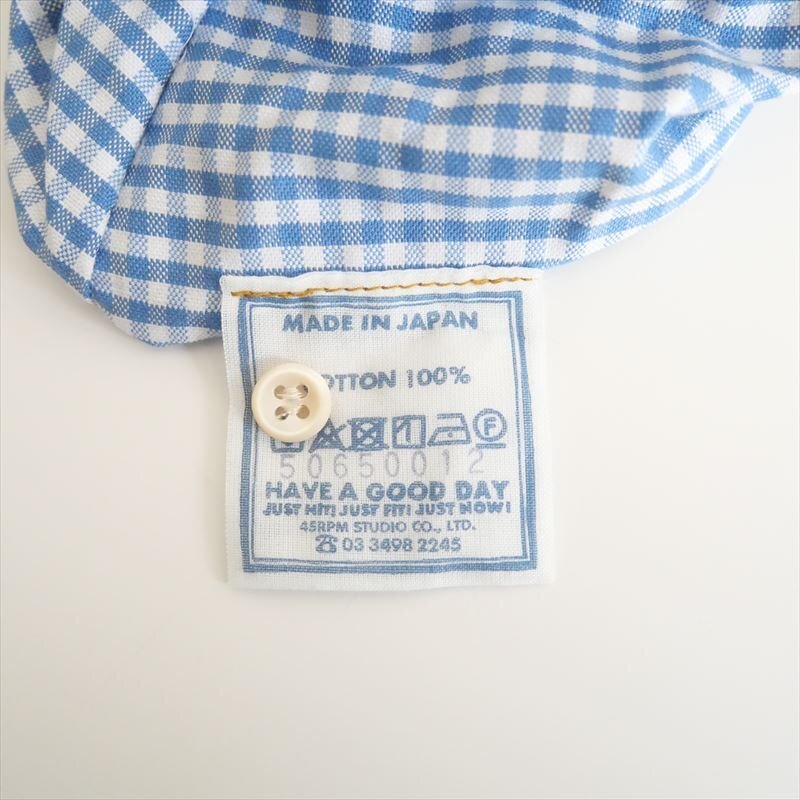 MADE IN JAPAN
100%
50650012
HAVE A GOOD DAY
JUST HIT! JUST FIT! JUST NOW!
45RPM STUDIO CO., LTD.
☎ 03 3498 2245